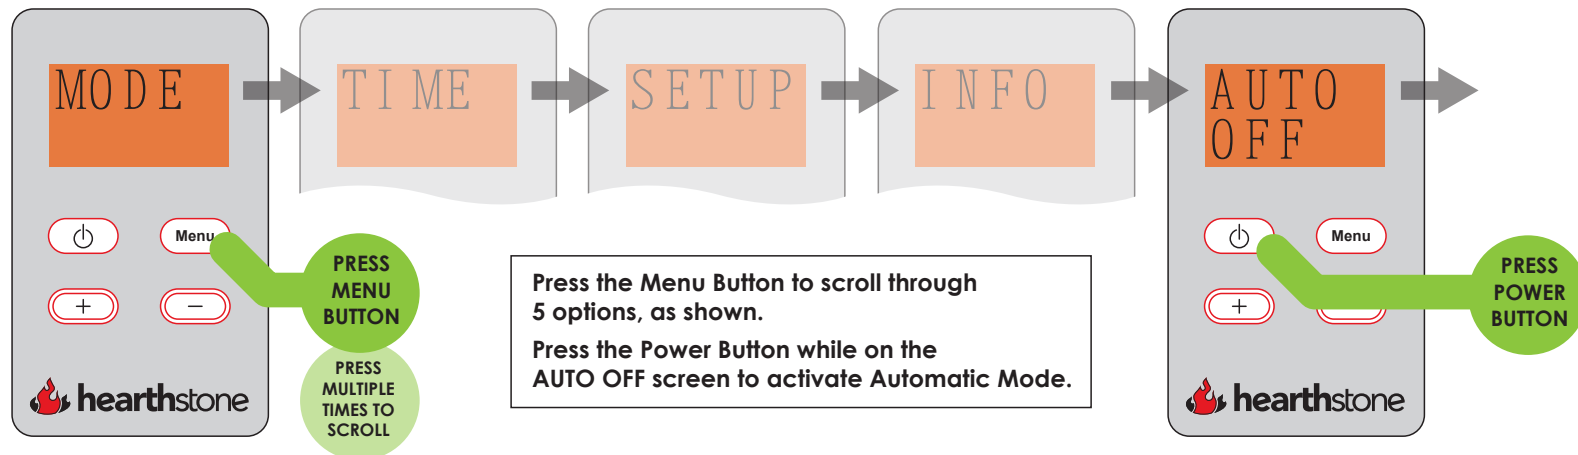 MODE
TIME
SETUP
INFO
AUTO
OFF
Menu
+
−
PRESS
MENU
BUTTON
PRESS
MULTIPLE
TIMES TO
SCROLL
hearthstone
Press the Menu Button to scroll through
5 options, as shown.
Press the Power Button while on the
AUTO OFF screen to activate Automatic Mode.
Menu
+
PRESS
POWER
BUTTON
hearthstone